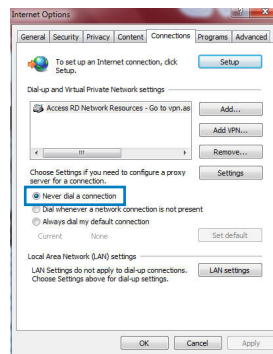 Internet Options
General Security Privacy Content Connections Programs Advanced
To set up an Internet connection, click
Setup.
Setup
Dial-up and Virtual Private Network settings
Access RD Network Resources - Go to vpn.as
Add...
Add VPN...
Remove...
Choose Settings if you need to configure a proxy
server for a connection.
Settings
Never dial a connection
Dial whenever a network connection is not present
Always dial my default connection
Current None
Set default
Local Area Network (LAN) settings
LAN Settings do not apply to dial-up connections.
Choose Settings above for dial-up settings.
LAN settings
OK Cancel Apply